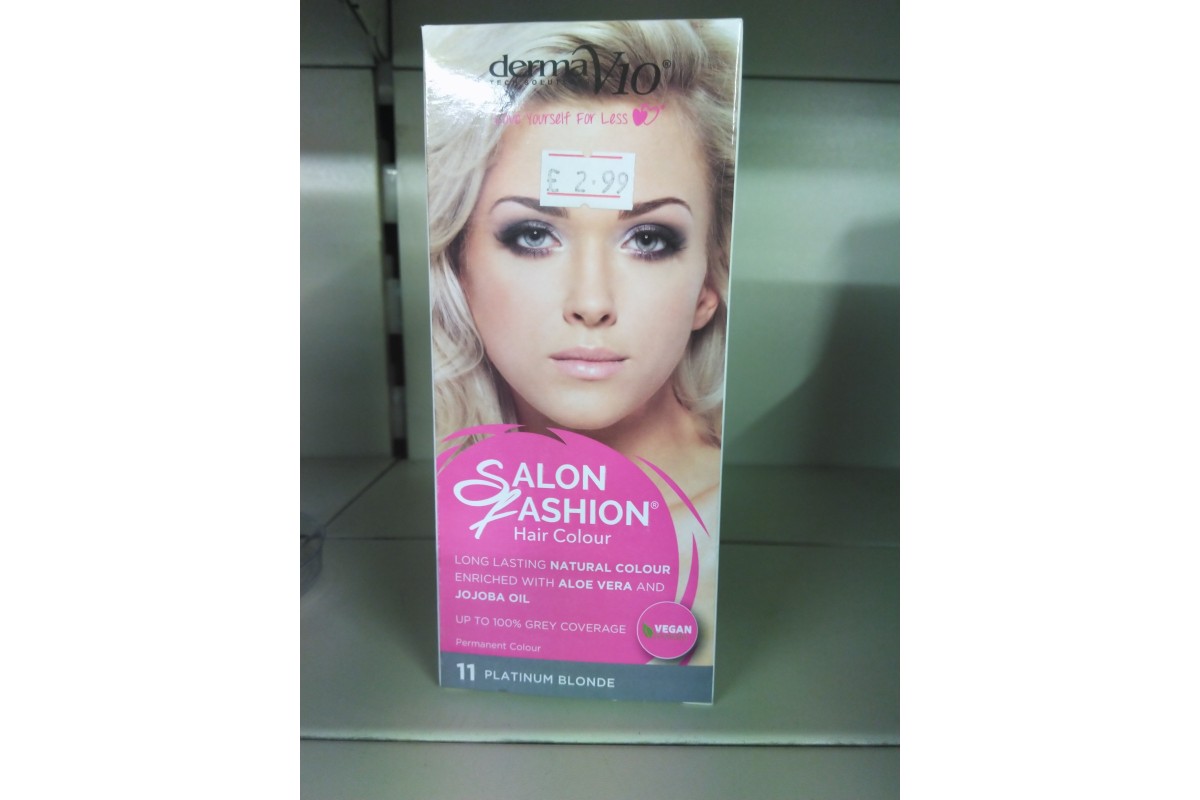 dermaV10®
Yourself For Less
£ 2.99
SALON
FASHION®
Hair Colour
LONG LASTING NATURAL COLOUR
ENRICHED WITH ALOE VERA AND
JOJOBA OIL
UP TO 100% GREY COVERAGE
VEGAN
Permanent Colour
11 PLATINUM BLONDE